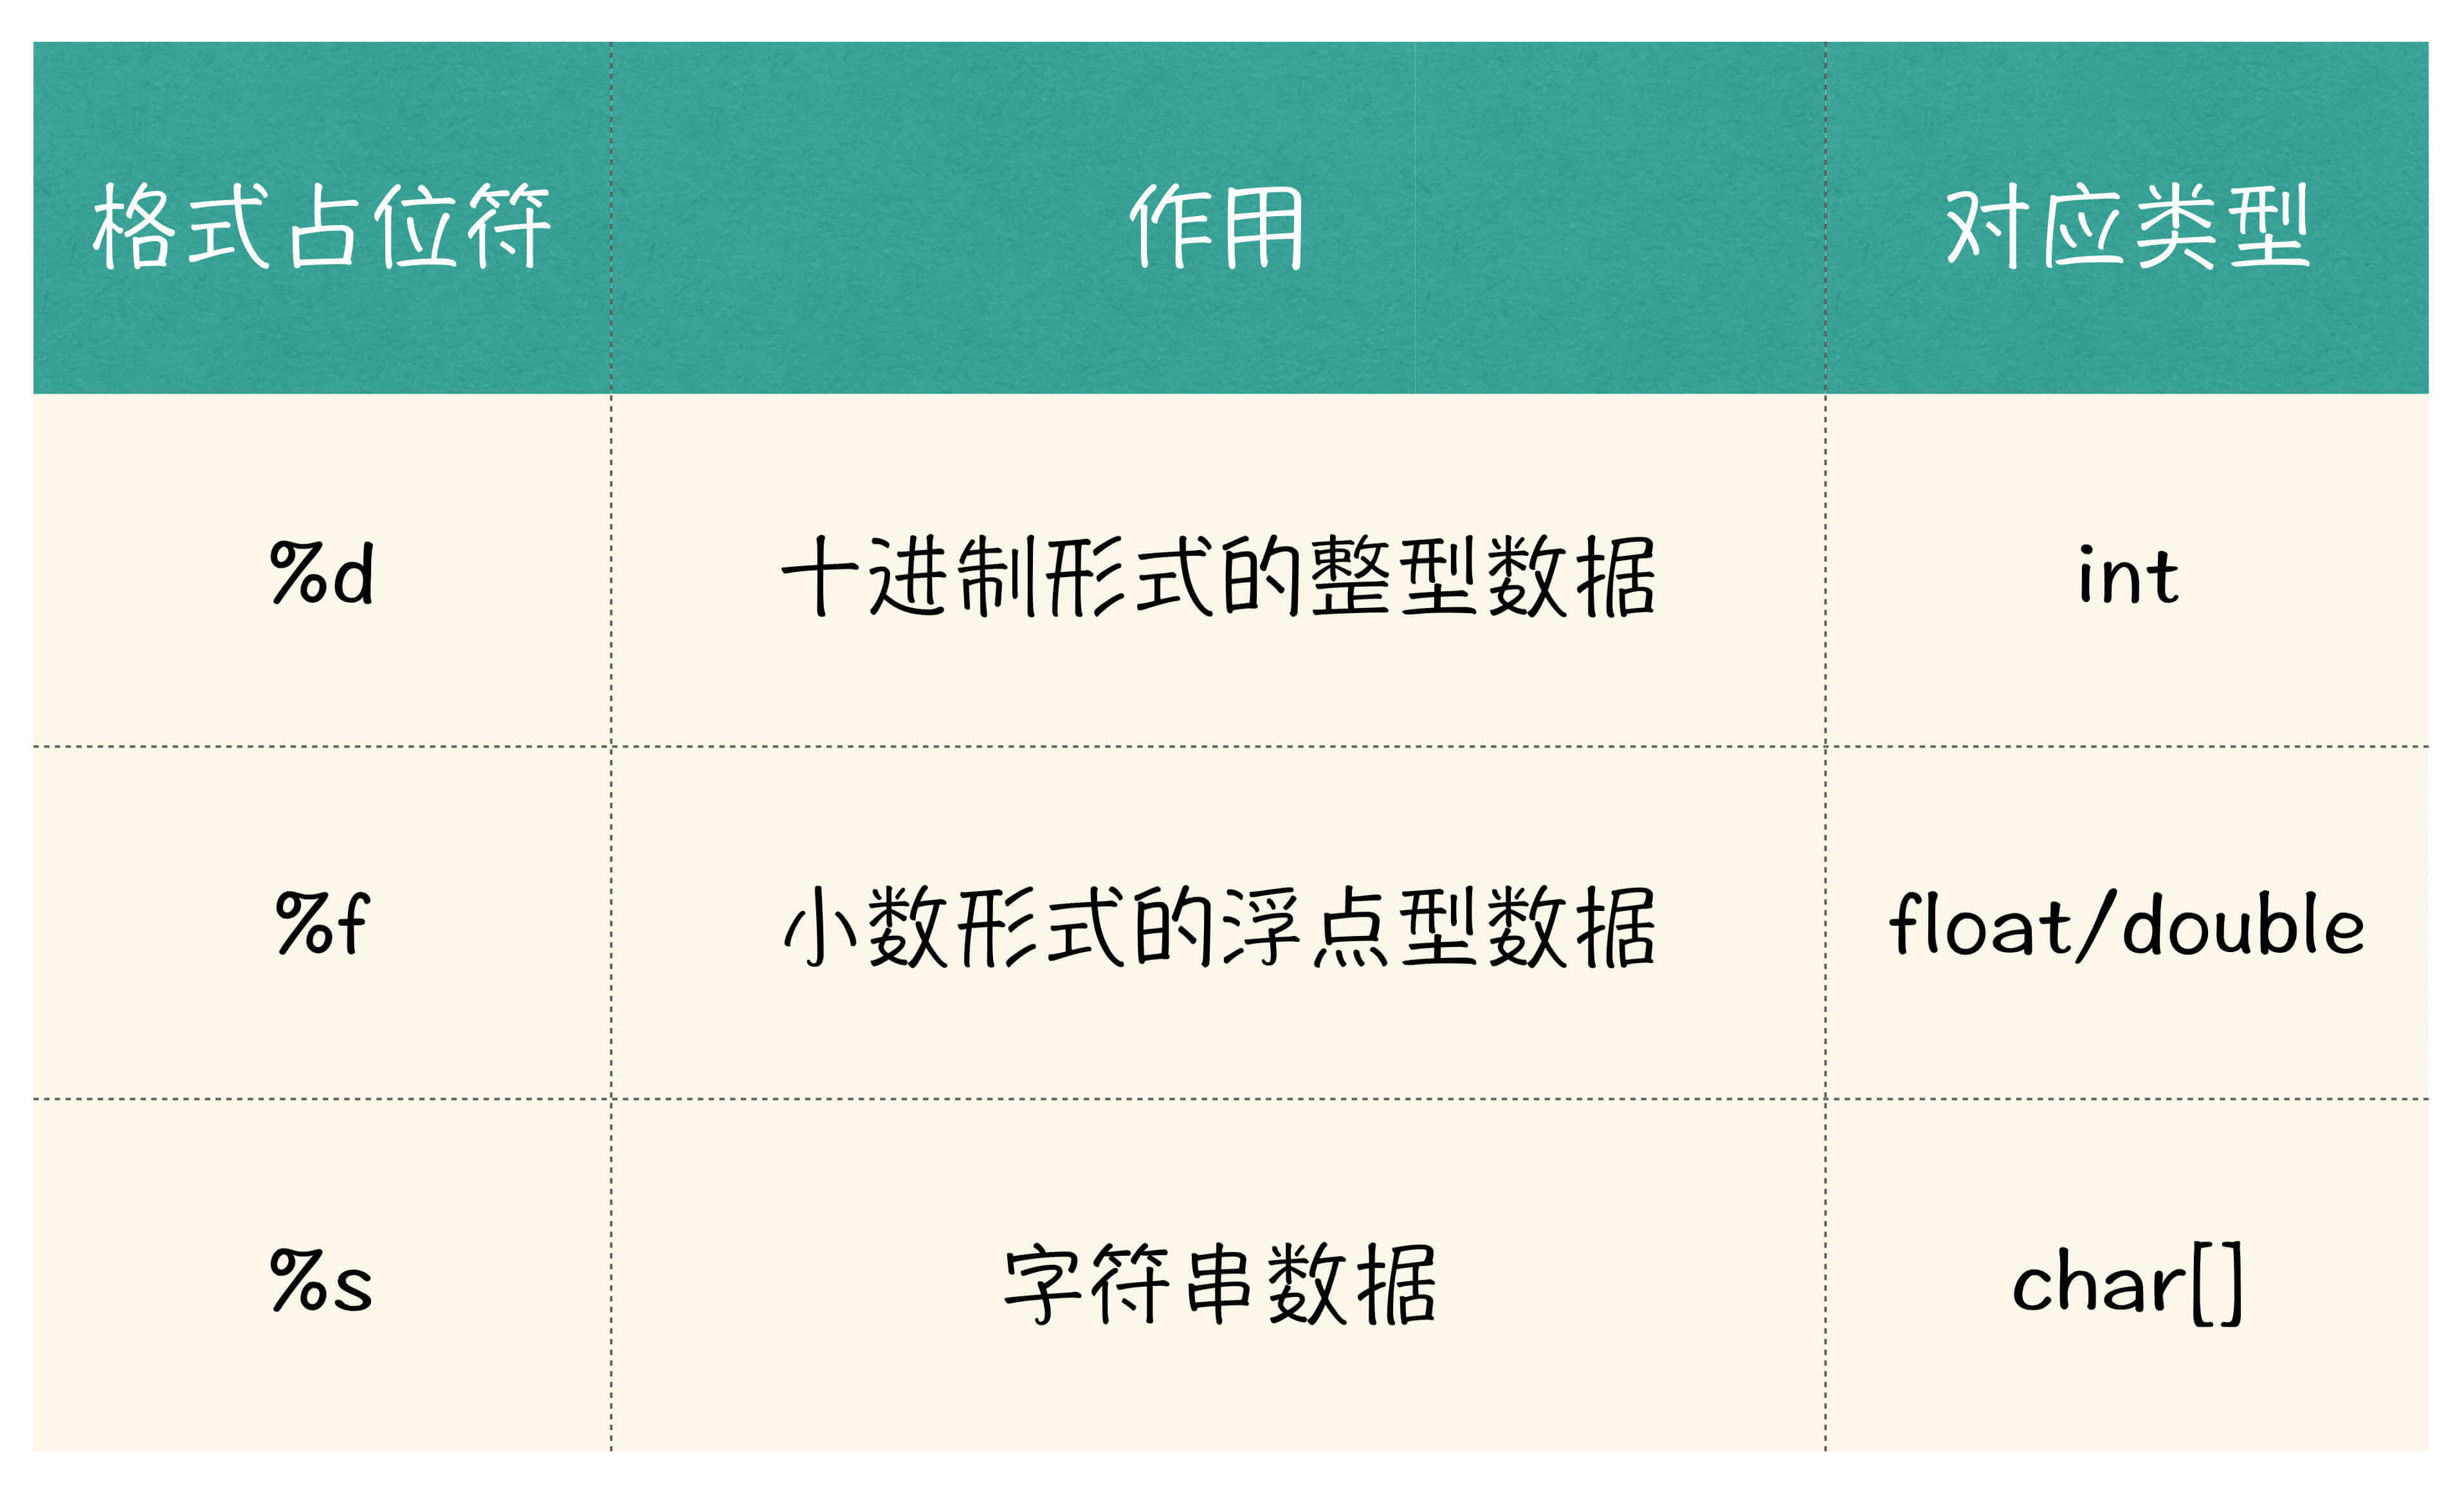 格式占位符 作用 对应类型
%d 十进制形式的整型数据 int
%f 小数形式的浮点型数据 float/double
%s 字符串数据 char[]